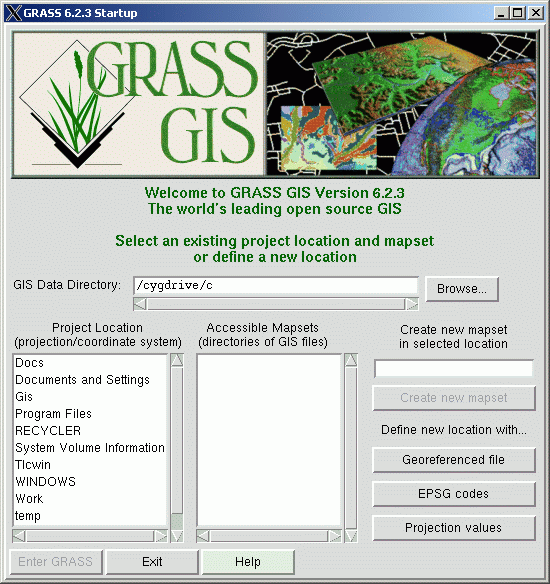 GRASS 6.2.3 Startup
GRASS
GIS
Welcome to GRASS GIS Version 6.2.3
The world's leading open source GIS
Select an existing project location and mapset
or define a new location
GIS Data Directory: /cygdrive/c Browse...
Project Location
(projection/coordinate system)
Docs
Documents and Settings
Gis
Program Files
RECYCLER
System Volume Information
Tlcwin
WINDOWS
Work
temp
Accessible Mapsets
(directories of GIS files)
Create new mapset
in selected location
Create new mapset
Define new location with...
Georeferenced file
EPSG codes
Projection values
Enter GRASS Exit Help